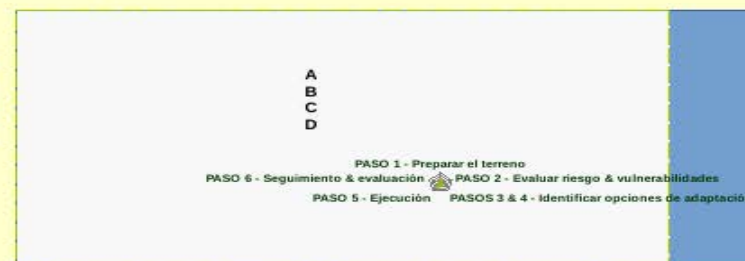 A
B
C
D
PASO 1 - Preparar el terreno
PASO 6 - Seguimiento & evaluación
PASO 2 - Evaluar riesgo & vulnerabilidades
PASO 5 - Ejecución
PASOS 3 & 4 - Identificar opciones de adaptació